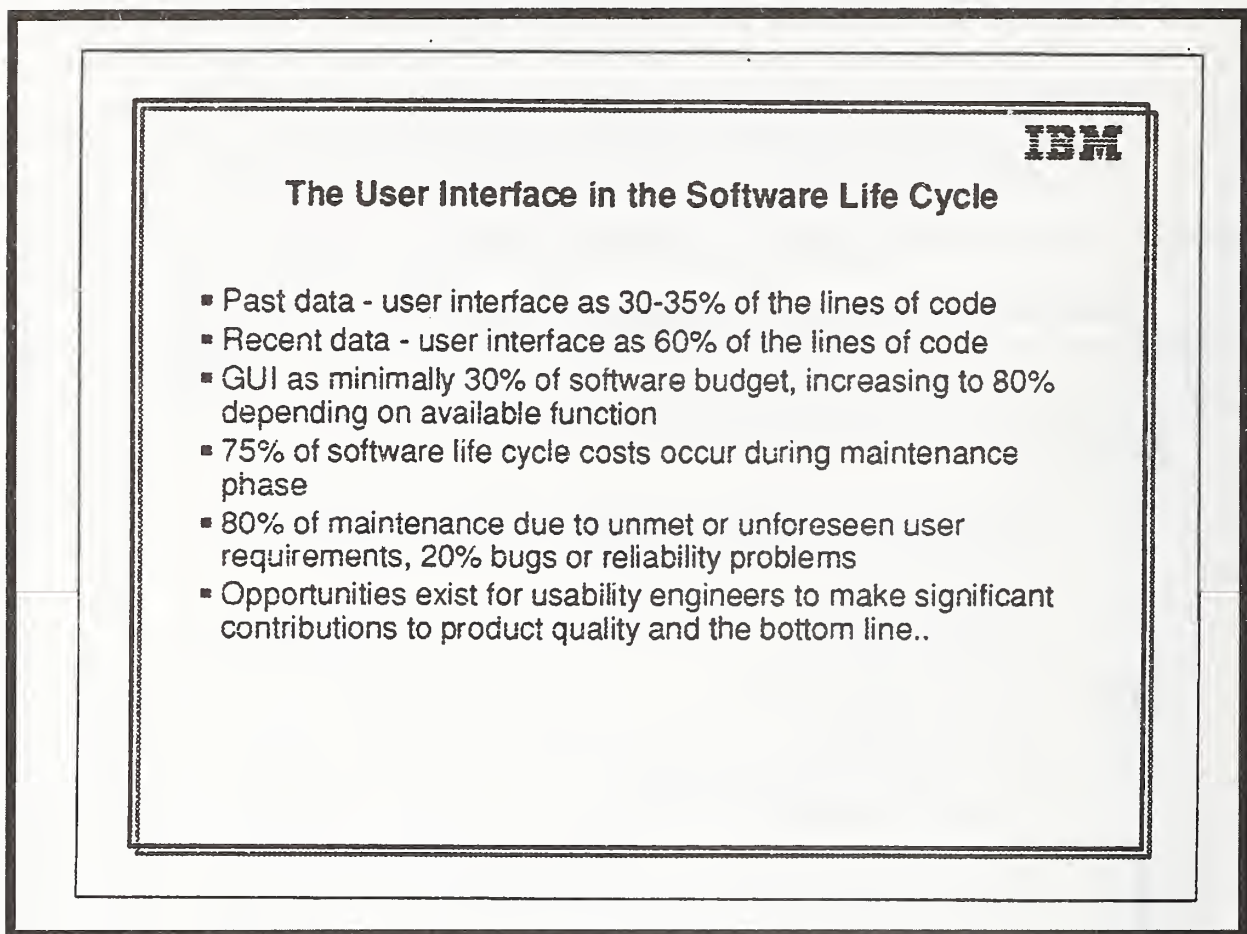 IBM
The User Interface in the Software Life Cycle
▪ Past data - user interface as 30-35% of the lines of code
▪ Recent data - user interface as 60% of the lines of code
▪ GUI as minimally 30% of software budget, increasing to 80%
depending on available function
▪ 75% of software life cycle costs occur during maintenance
phase
▪ 80% of maintenance due to unmet or unforeseen user
requirements, 20% bugs or reliability problems
▪ Opportunities exist for usability engineers to make significant
contributions to product quality and the bottom line..